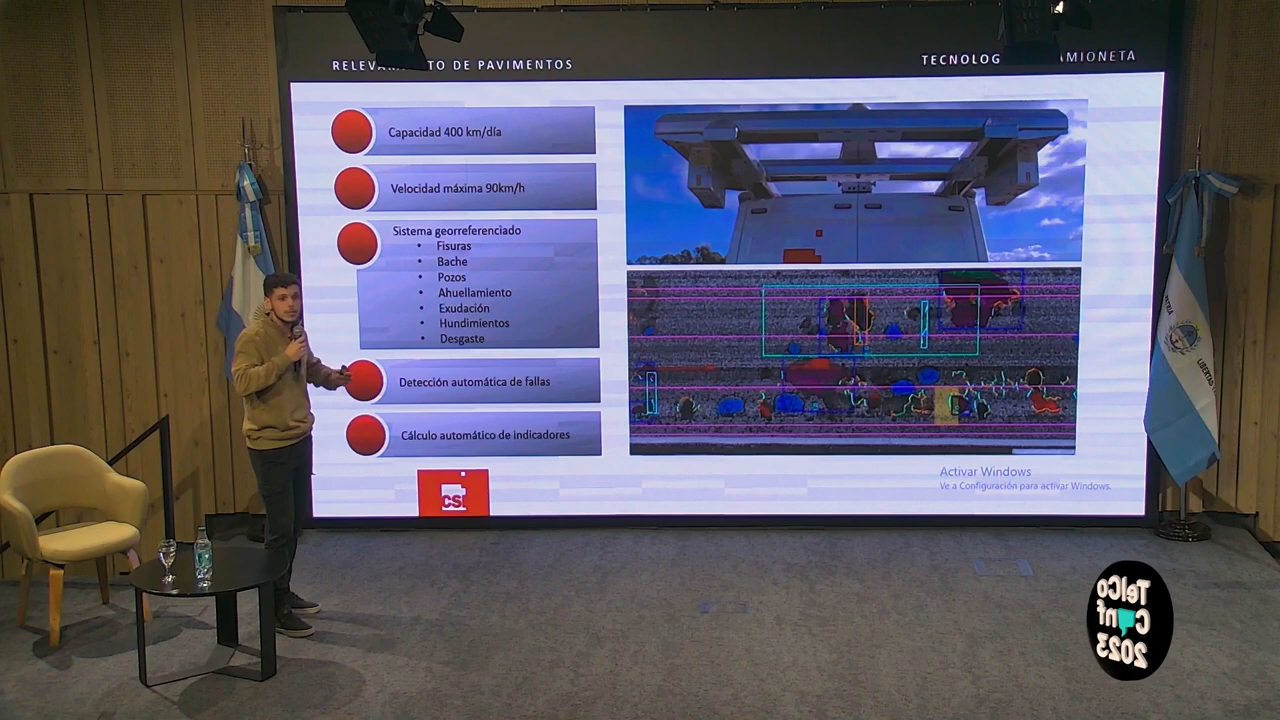 RELEVAMIENTO DE PAVIMENTOS
TECNOLOG AMIONETA
Capacidad 400 km/día
Velocidad máxima 90km/h
Sistema georreferenciado
• Fisuras
• Bache
• Pozos
• Ahuellamiento
• Exudación
• Hundimientos
• Desgaste
Detección automática de fallas
Cálculo automático de indicadores
CSI
Activar Windows
Ve a Configuración para activar Windows.
LIBERTAD
TelCo
Conf
2023